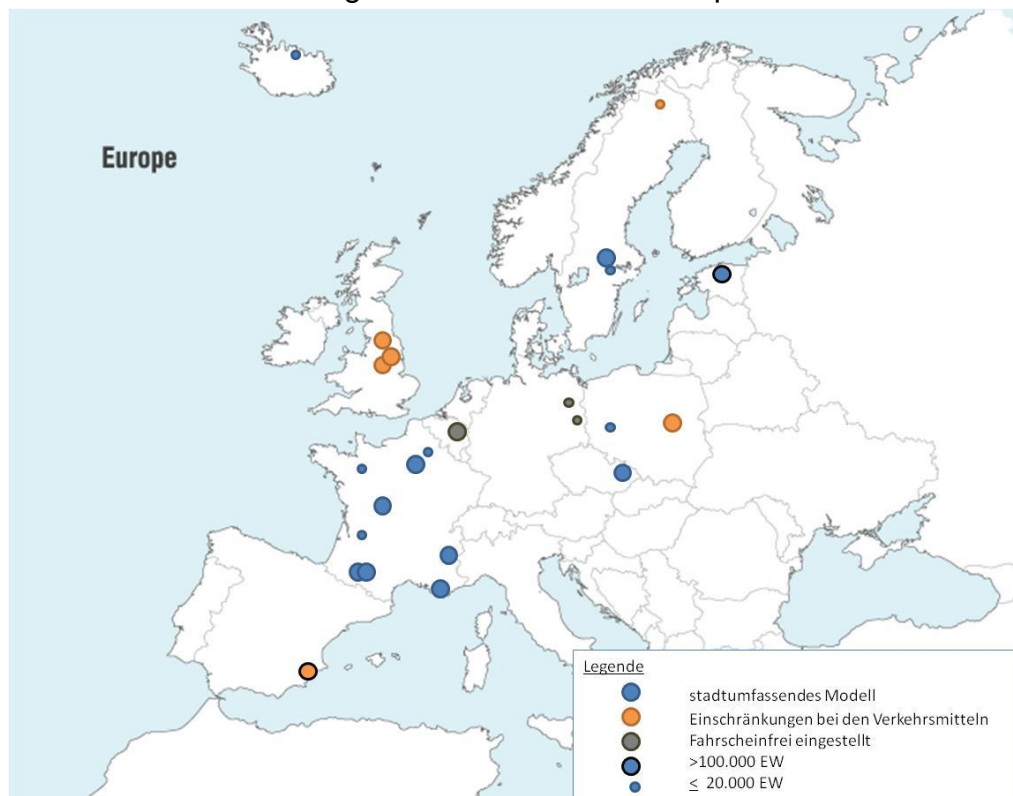 Europe
Legende
stadtumfassendes Modell
Einschränkungen bei den Verkehrsmitteln
Fahrscheinfrei eingestellt
>100.000 EW
≤ 20.000 EW